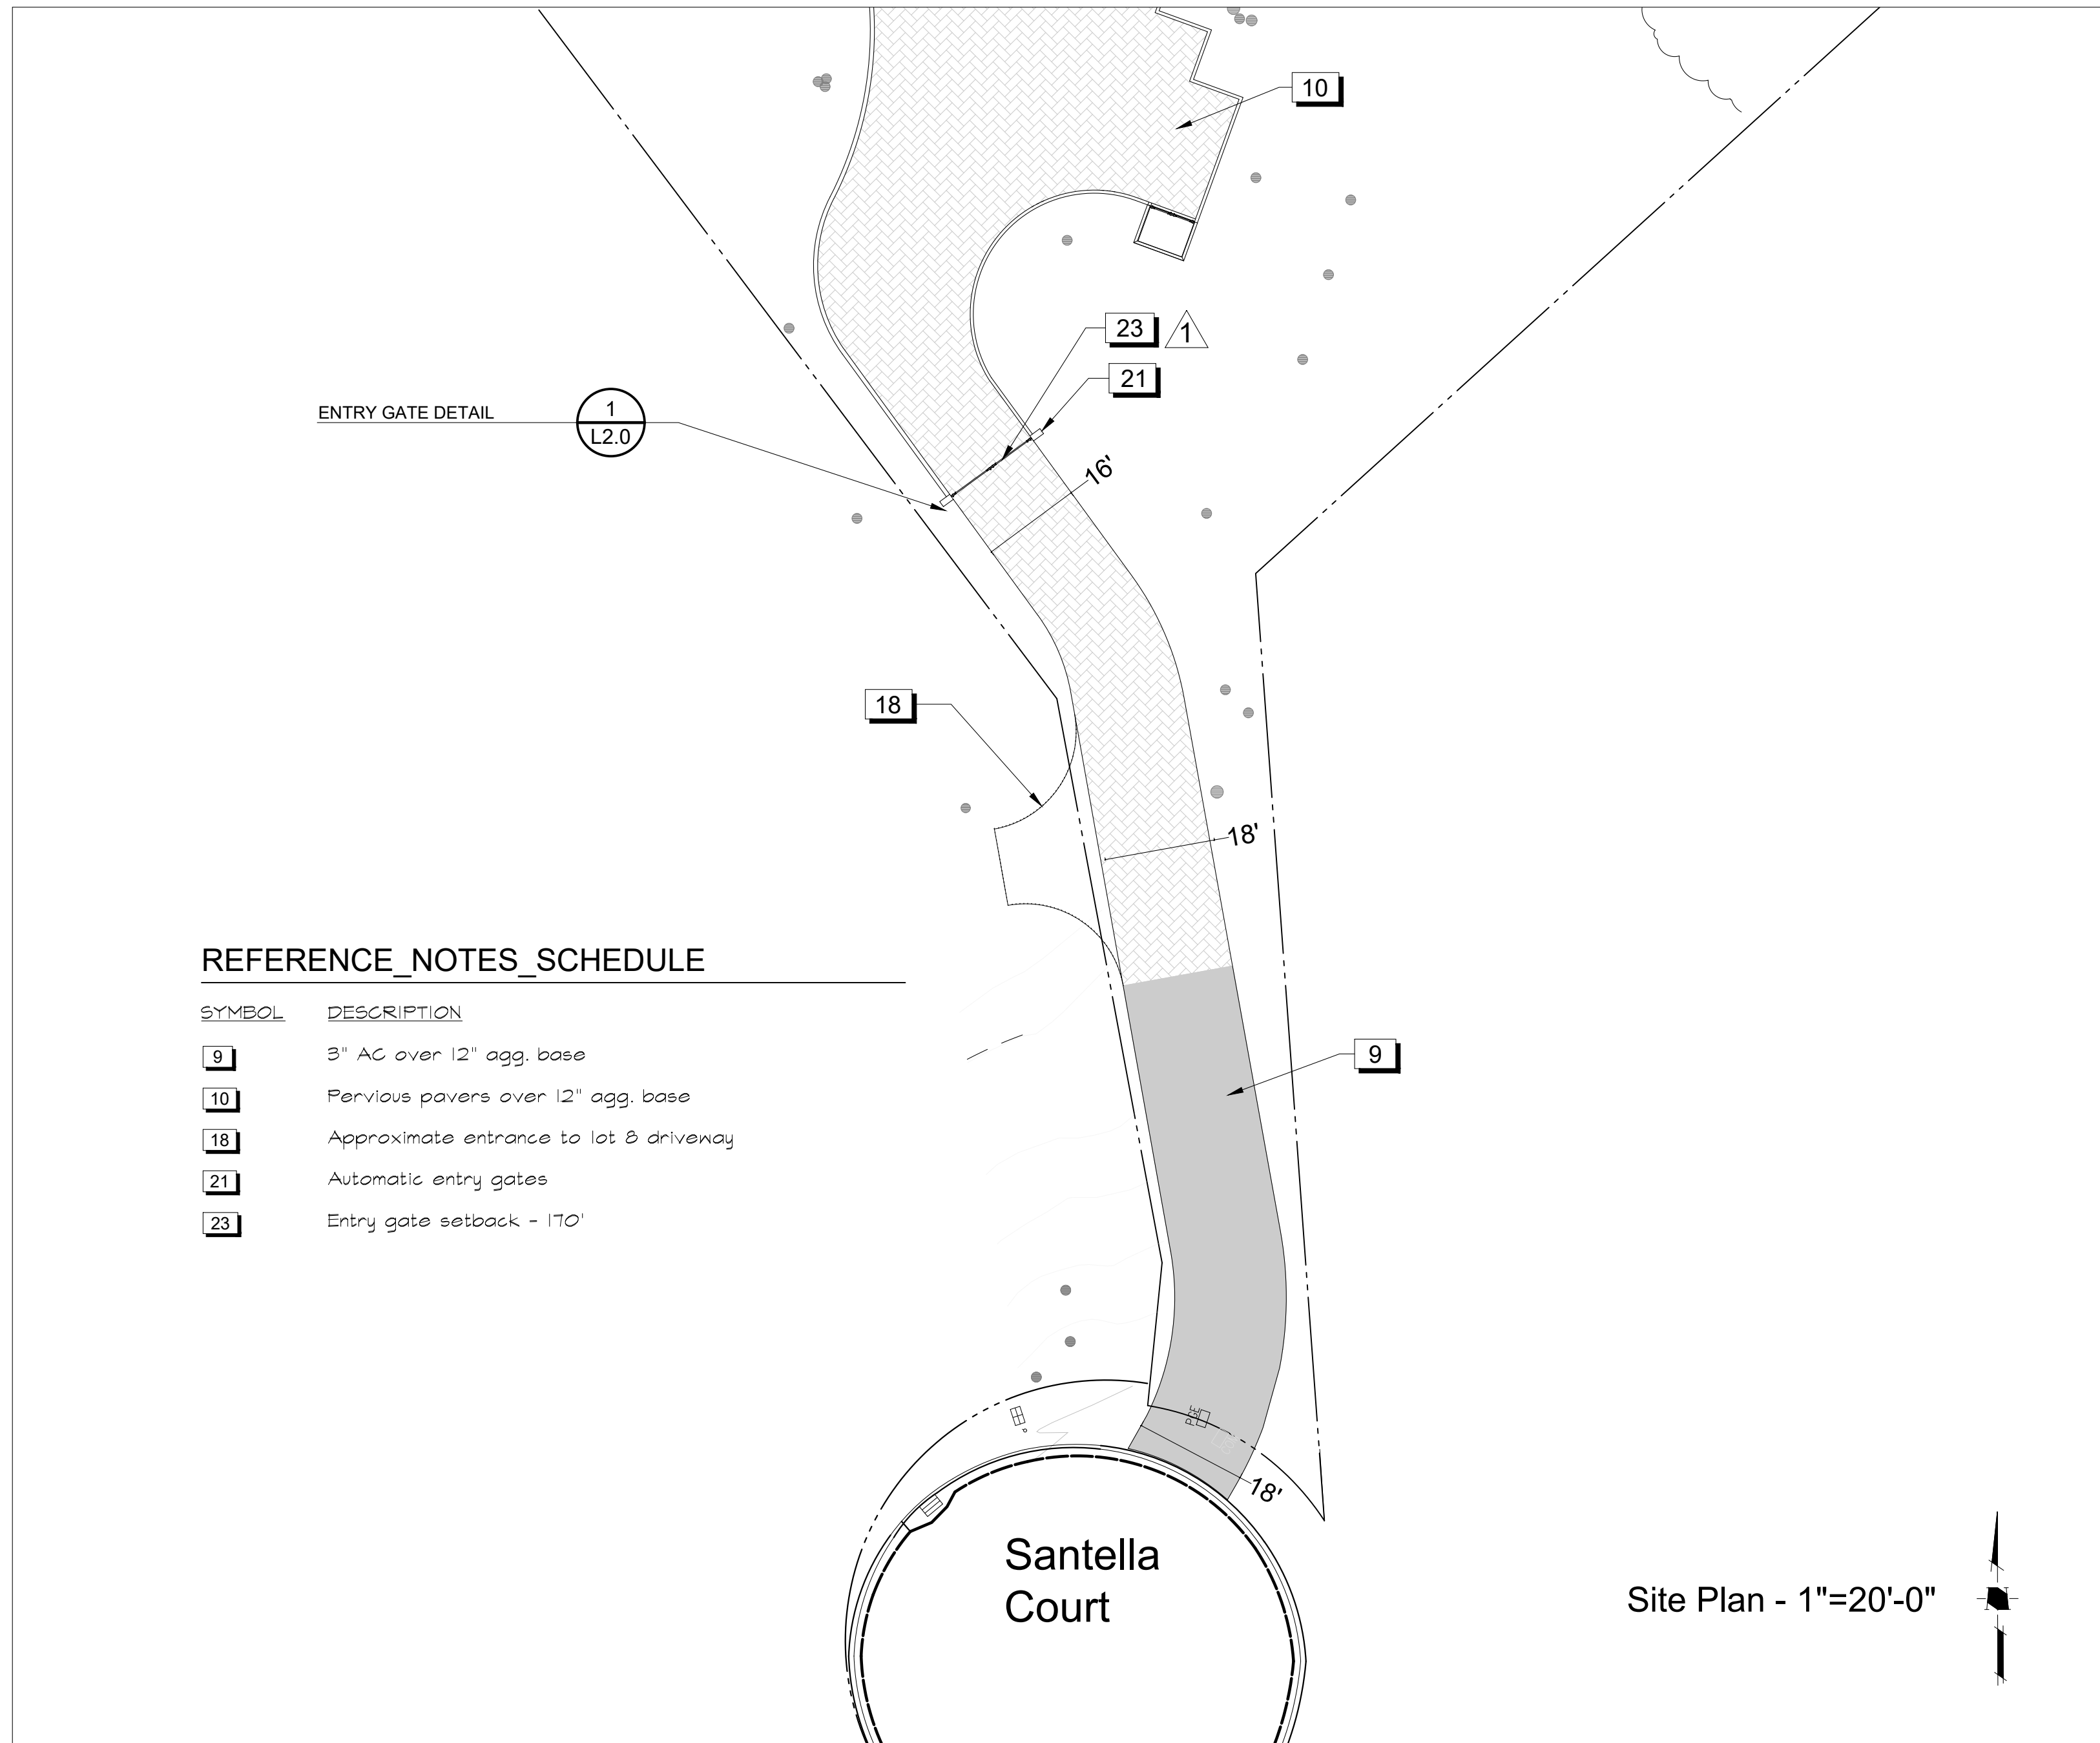 10
23
1
21
ENTRY GATE DETAIL
1
L2.0
16'
18
18'
REFERENCE_NOTES_SCHEDULE
SYMBOL DESCRIPTION
9 3" AC over 12" agg. base
10 Pervious pavers over 12" agg. base
18 Approximate entrance to lot 8 driveway
21 Automatic entry gates
23 Entry gate setback - 170'
9
18'
Santella
Court
Site Plan - 1"=20'-0"
N